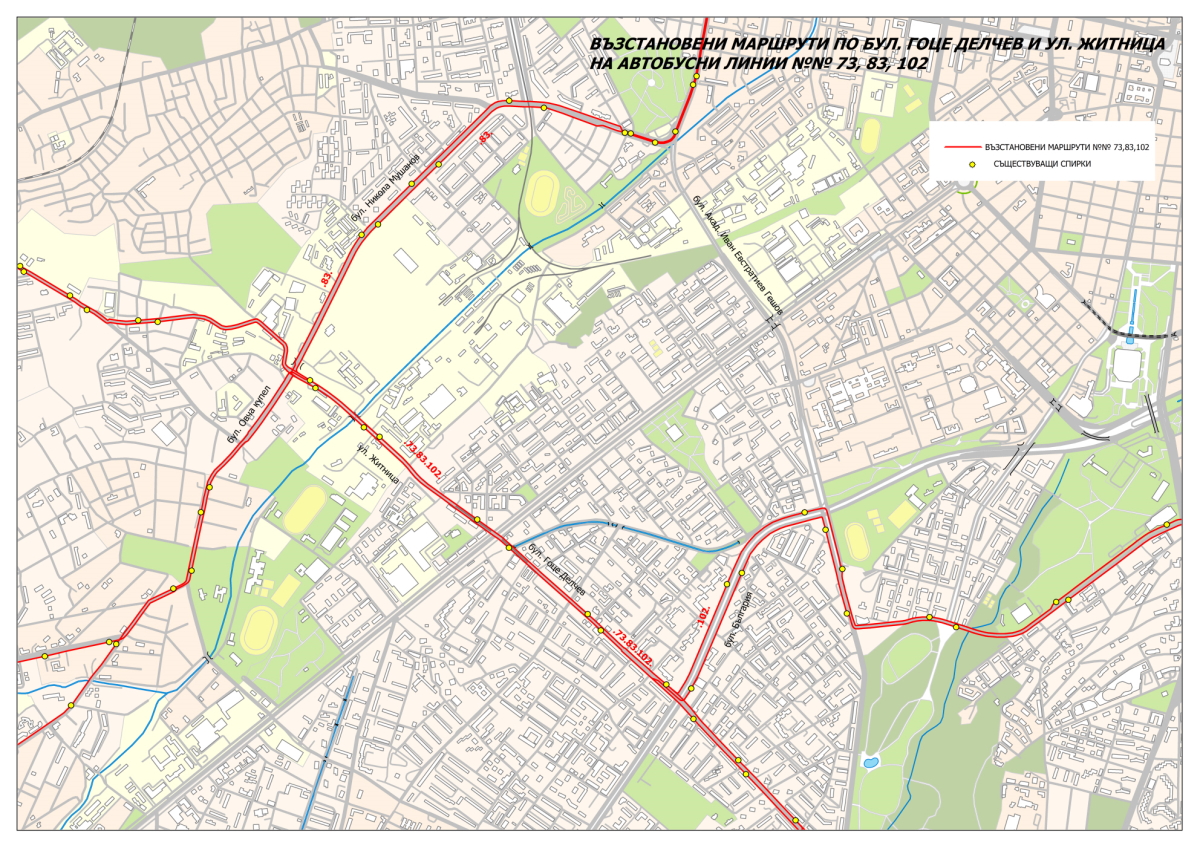 ВЪЗСТАНОВЕНИ МАРШРУТИ ПО БУЛ. ГОЦЕ ДЕЛЧЕВ И УЛ. ЖИТНИЦА
НА АВТОБУСНИ ЛИНИИ №№ 73, 83, 102
ВЪЗСТАНОВЕНИ МАРШРУТИ №№ 73,83,102
СЪЩЕСТВУВАЩИ СПИРКИ
.83.
бул. Никола Мушанов
бул. Акад. Иван Евстратиев Гешов
.83.
бул. Овча купел
.73.83.102.
ул. Житница
бул. Гоце Делчев
.102.
бул. България
.73.83.102.